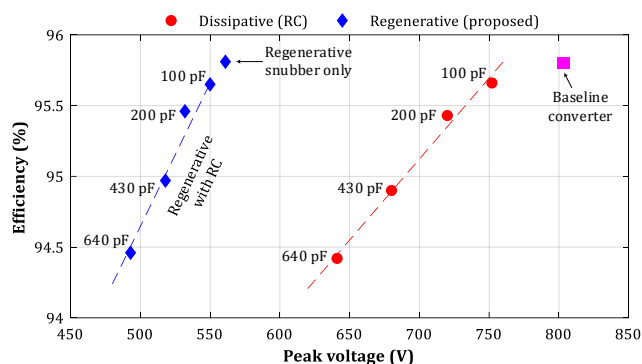 Dissipative (RC) Regenerative (proposed)
96
95.5
95
94.5
94
Efficiency (%)
Regenerative
snubber only
100 pF
200 pF
430 pF
640 pF
Regenerative
with RC
100 pF
200 pF
430 pF
640 pF
Baseline
converter
450 500 550 600 650 700 750 800 850
Peak voltage (V)